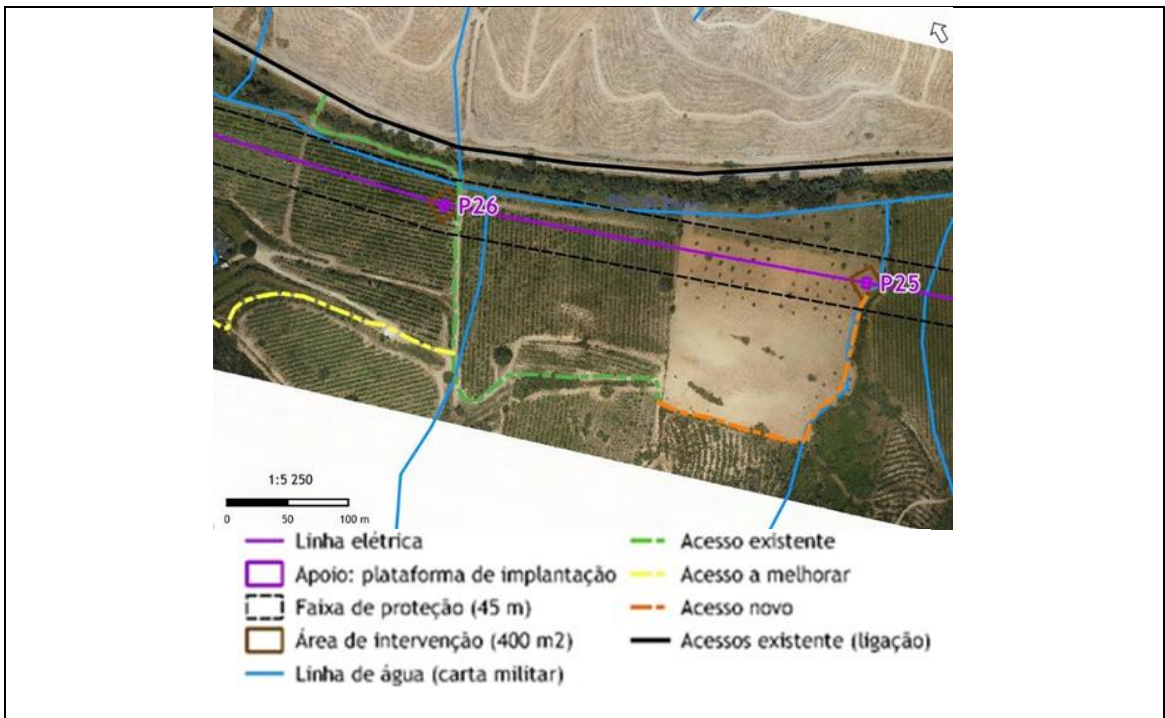 P26
P25
1:5 250
0 50 100 m
Linha elétrica
Apoio: plataforma de implantação
Faixa de proteção (45 m)
Área de intervenção (400 m2)
Linha de água (carta militar)
Acesso existente
Acesso a melhorar
Acesso novo
Acessos existente (ligação)